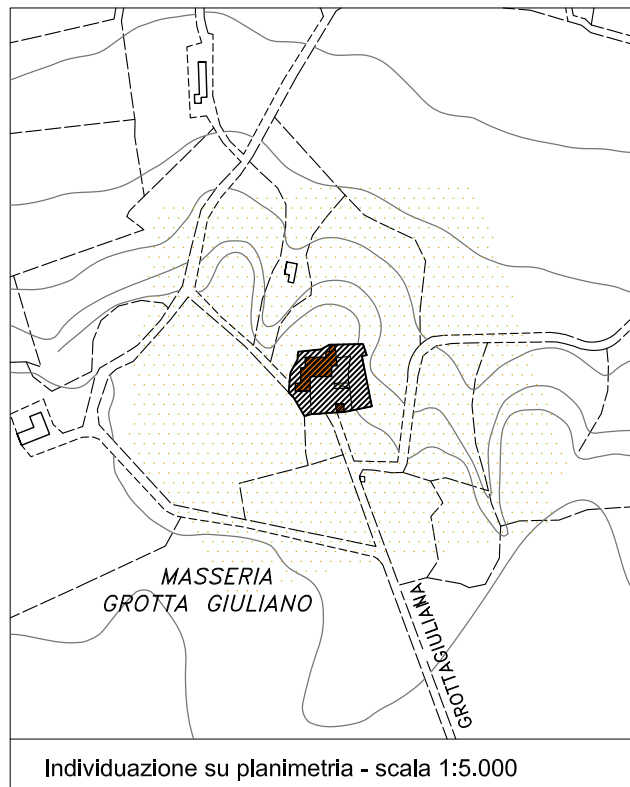 MASSERIA
GROTTA GIULIANO
GROTTAGIULIANA
Individuazione su planimetria - scala 1:5.000